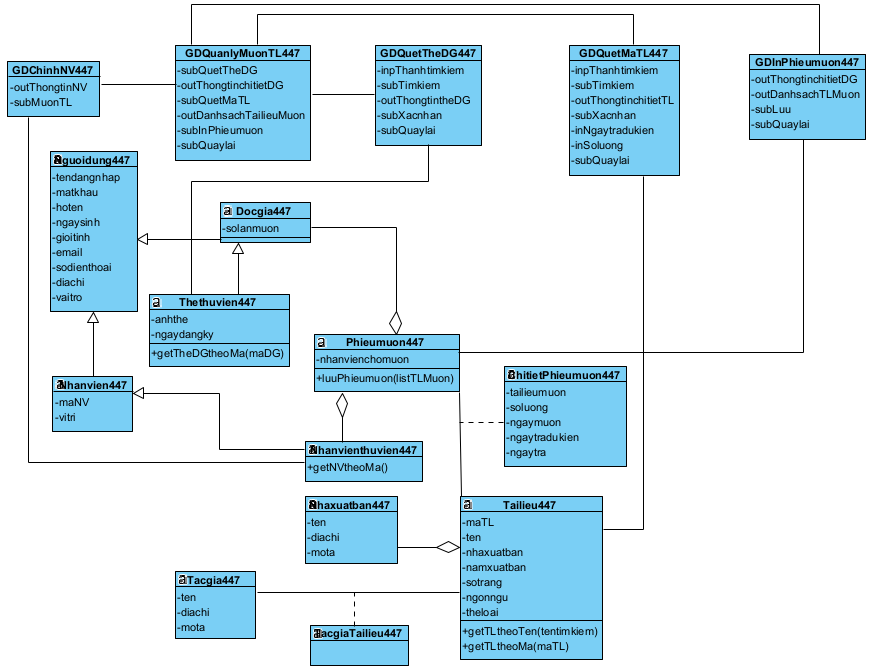 GDChinhNV447
-outThongtinNV
-subMuonTL
GDQuanlyMuonTL447
-subQuetTheDG
-outThongtinchitietDG
-subQuetMaTL
-outDanhsachTailieuMuon
-subInPhieumuon
-subQuaylai
GDQuetTheDG447
-inpThanhtimkiem
-subTimkiem
-outThongtintheDG
-subXacnhan
-subQuaylai
GDQuetMaTL447
-inpThanhtimkiem
-subTimkiem
-outThongtinchitietTL
-subXacnhan
-inNgaytradukien
-inSoluong
-subQuaylai
GDInPhieumuon447
-outThongtinchitietDG
-outDanhsachTLMuon
-subLuu
-subQuaylai
Nguoidung447
-tendangnhap
-matkhau
-hoten
-ngaysinh
-gioitinh
-email
-sodienthoai
-diachi
-vaitro
a Docgia447
-solanmuon
a Thethuvien447
-anhthe
-ngaydangky
+getTheDGtheoMa(maDG)
a Phieumuon447
-nhanvienchomuon
+luuPhieumuon(listTLMuon)
ChitietPhieumuon447
-tailieumuon
-soluong
-ngaymuon
-ngaytradukien
-ngaytra
Nhanvien447
-maNV
-vitri
Nhanvienthuvien447
+getNVtheoMa()
Nhaxuatban447
-ten
-diachi
-mota
a Tailieu447
-maTL
-ten
-nhaxuatban
-namxuatban
-sotrang
-ngonngu
-theloai
+getTLtheoTen(tentimkiem)
+getTLtheoMa(maTL)
a Tacgia447
-ten
-diachi
-mota
TacgiaTailieu447